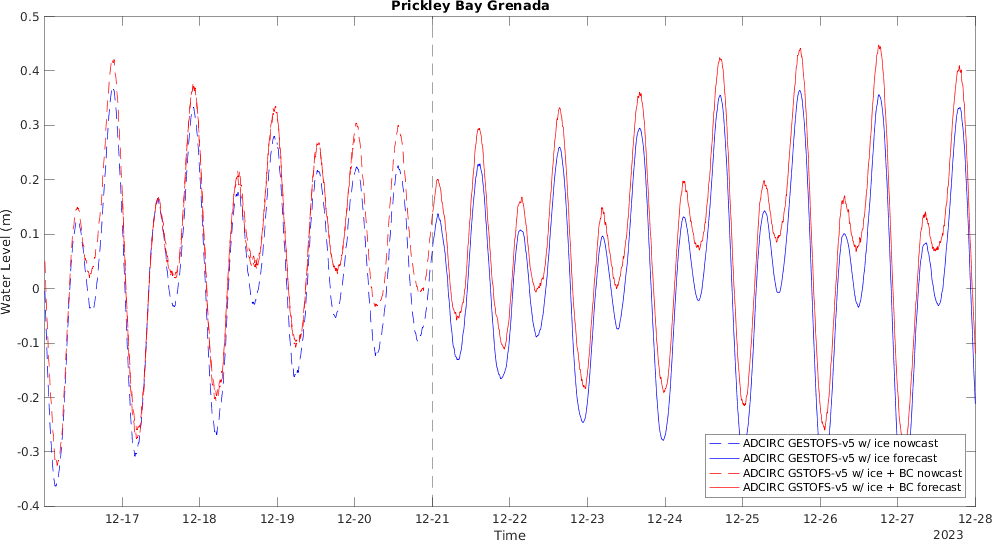 Prickley Bay Grenada
0.5
0.4
0.3
0.2
0.1
0
-0.1
-0.2
-0.3
-0.4
Water Level (m)
ADCIRC GESTOFS-v5 w/ ice nowcast
ADCIRC GESTOFS-v5 w/ ice forecast
ADCIRC GSTOFS-v5 w/ ice + BC nowcast
ADCIRC GSTOFS-v5 w/ ice + BC forecast
12-17 12-18 12-19 12-20 12-21 12-22 12-23 12-24 12-25 12-26 12-27 12-28
Time
2023